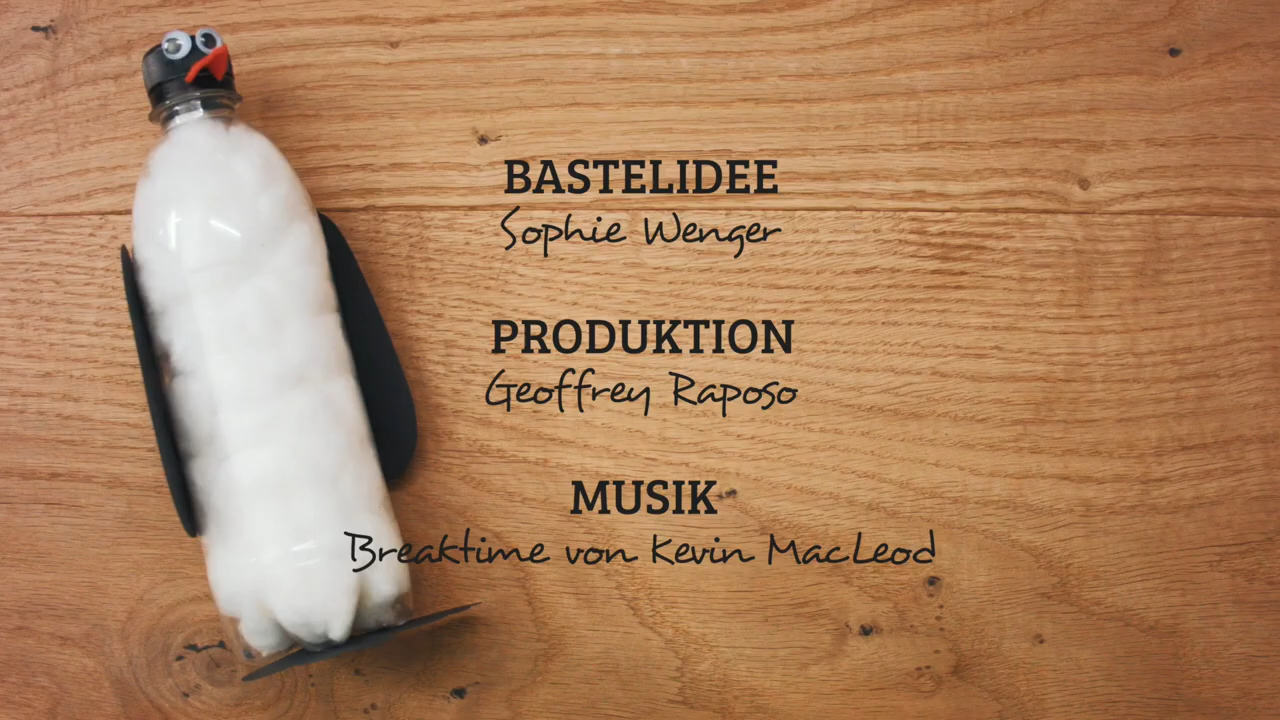 BASTELIDEE
Sophie Wenger
PRODUKTION
Geoffrey Raposo
MUSIK
Breaktime von Kevin MacLeod